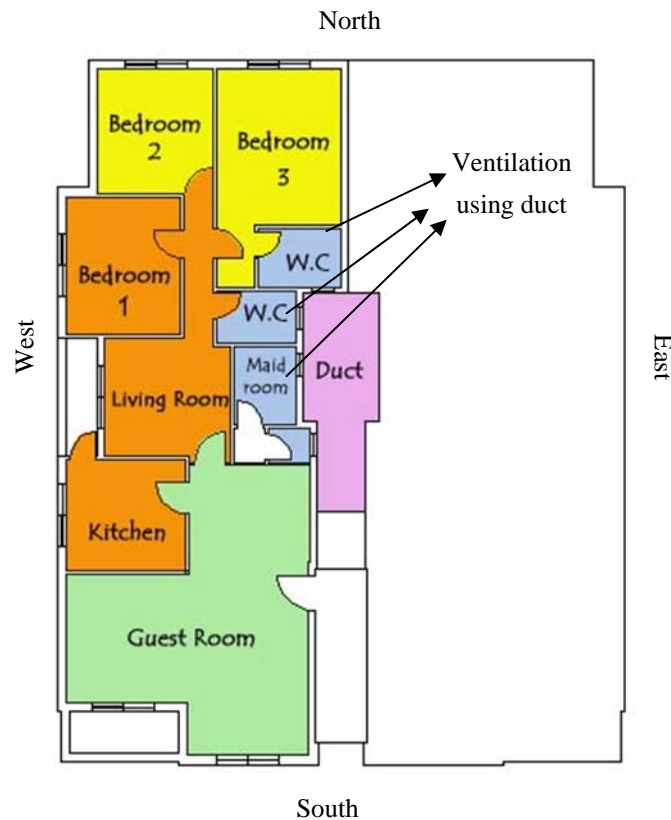 North
Bedroom
2
Bedroom
3
Ventilation
using duct
W.C
Bedroom
1
W.C
West
East
Maid
room
Duct
Living Room
Kitchen
Guest Room
South